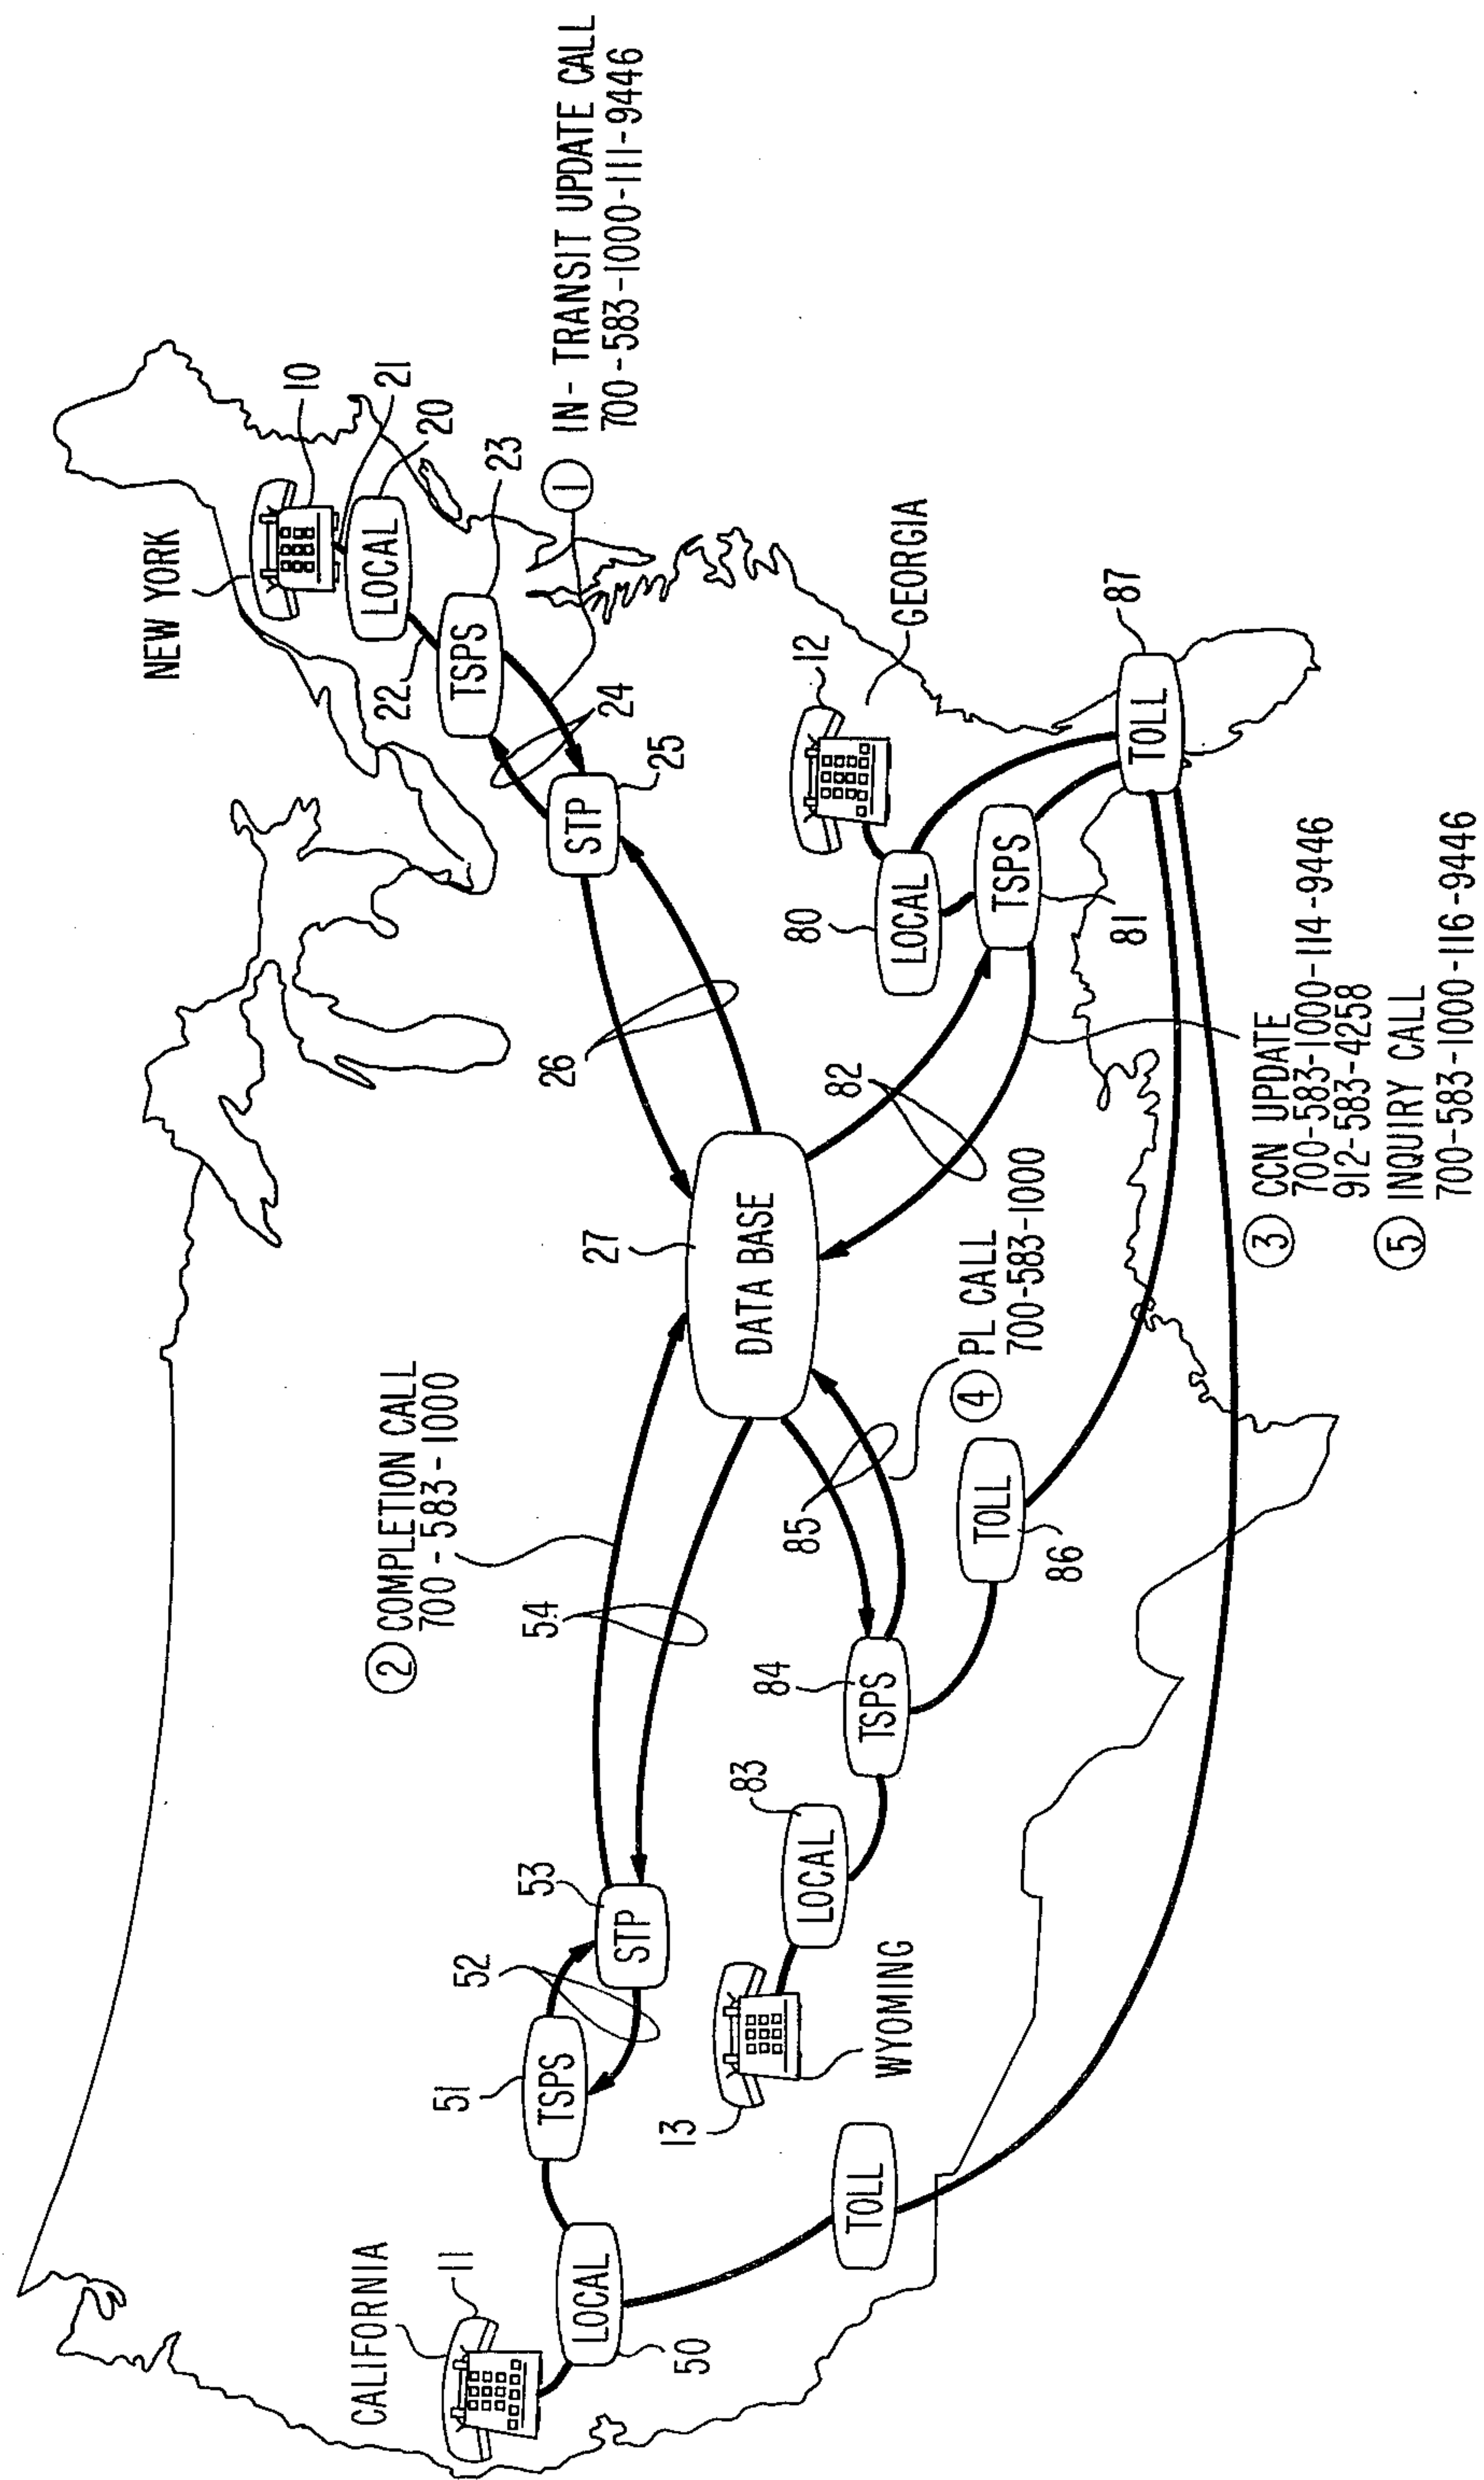 CALIFORNIA
11
LOCAL
50
TSPS
51
52
STP
53
54
② COMPLETION CALL
700-583-1000
TOLL
13
WYOMING
LOCAL
83
TSPS
84
85
TOLL
86
④ PL CALL
700-583-1000
DATA BASE
27
26
82
NEW YORK
10
21
20
LOCAL
22
TSPS
23
24
STP
25
① IN-TRANSIT UPDATE CALL
700-583-1000-111-9446
12
GEORGIA
80
LOCAL
TSPS
81
TOLL
87
③ CCN UPDATE
700-583-1000-114-9446
912-583-4258
⑤ INQUIRY CALL
700-583-1000-116-9446